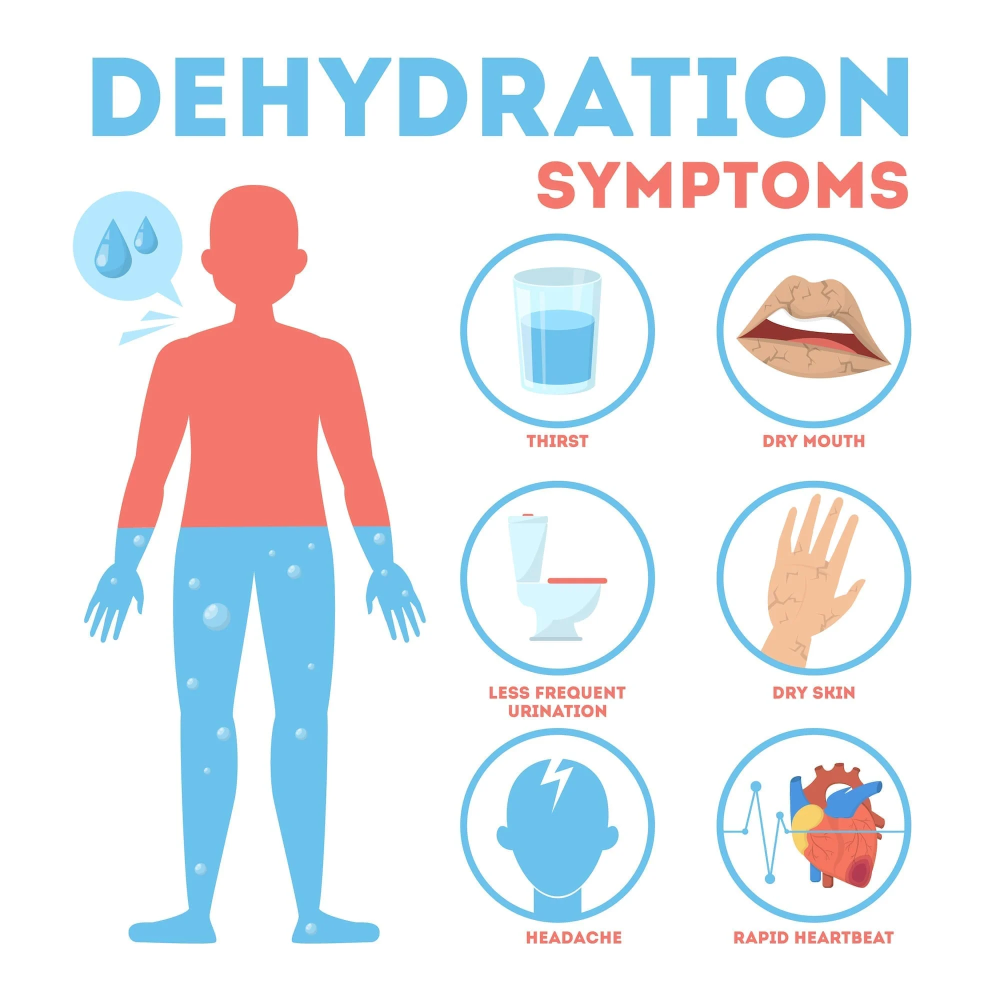 DEHYDRATION
SYMPTOMS
THIRST
DRY MOUTH
LESS FREQUENT
URINATION
DRY SKIN
HEADACHE
RAPID HEARTBEAT